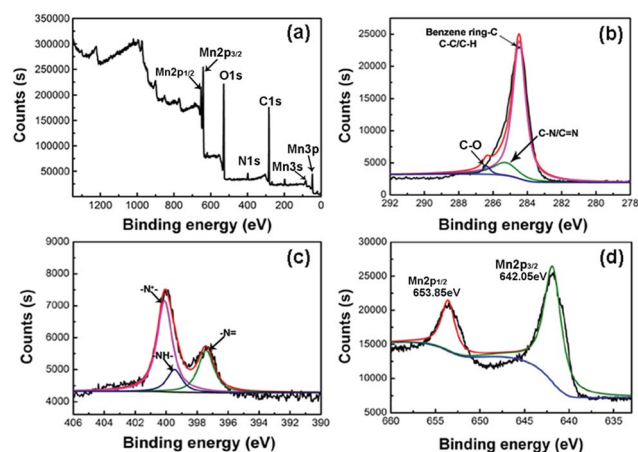 350000
300000
250000
200000
150000
100000
50000
0
Counts (s)
(a)
Mn2p3/2
Mn2p1/2
O1s
C1s
N1s
Mn3p
Mn3s
1200 1000 800 600 400 200 0
Binding energy (eV)
25000
20000
15000
10000
5000
0
Counts (s)
(b)
Benzene ring-C
C-C/C-H
C-O
C-N/C=N
292 290 288 286 284 282 280 278
Binding energy (eV)
9000
8000
7000
6000
5000
4000
Counts (s)
(c)
-N⁺-
-N=
-NH-
406 404 402 400 398 396 394 392 390
Binding energy (eV)
30000
25000
20000
15000
10000
5000
Counts (s)
(d)
Mn2p3/2
642.05eV
Mn2p1/2
653.85eV
660 655 650 645 640 635
Binding energy (eV)